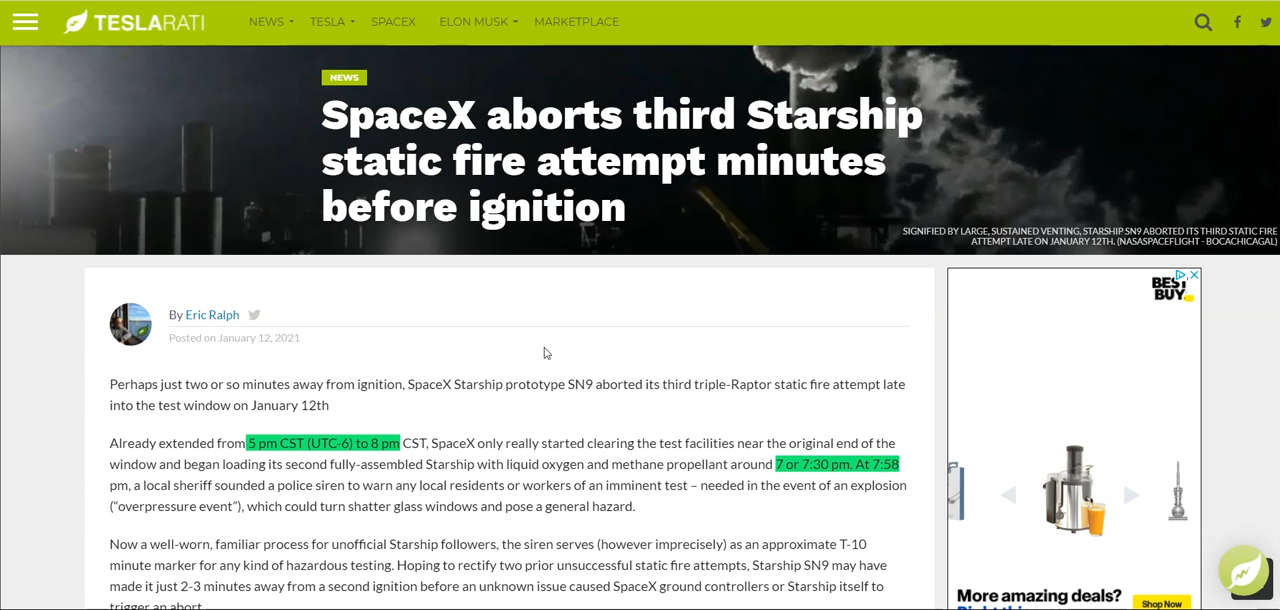 TESLARATI
NEWS
TESLA
SPACEX
ELON MUSK
MARKETPLACE
NEWS
SpaceX aborts third Starship
static fire attempt minutes
before ignition
SIGNIFIED BY LARGE, SUSTAINED VENTING, STARSHIP SN9 ABORTED ITS THIRD STATIC FIRE
ATTEMPT LATE ON JANUARY 12TH. (NASASPACEFLIGHT - BOCACHICAGAL)
By Eric Ralph
Posted on January 12, 2021
Perhaps just two or so minutes away from ignition, SpaceX Starship prototype SN9 aborted its third triple-Raptor static fire attempt late
into the test window on January 12th
Already extended from 5 pm CST (UTC-6) to 8 pm CST, SpaceX only really started clearing the test facilities near the original end of the
window and began loading its second fully-assembled Starship with liquid oxygen and methane propellant around 7 or 7:30 pm. At 7:58
pm, a local sheriff sounded a police siren to warn any local residents or workers of an imminent test – needed in the event of an explosion
(“overpressure event”), which could turn shatter glass windows and pose a general hazard.
Now a well-worn, familiar process for unofficial Starship followers, the siren serves (however imprecisely) as an approximate T-10
minute marker for any kind of hazardous testing. Hoping to rectify two prior unsuccessful static fire attempts, Starship SN9 may have
made it just 2-3 minutes away from a second ignition before an unknown issue caused SpaceX ground controllers or Starship itself to
trigger an abort.
BEST
BUY
More amazing deals?
Right this
Shop Now